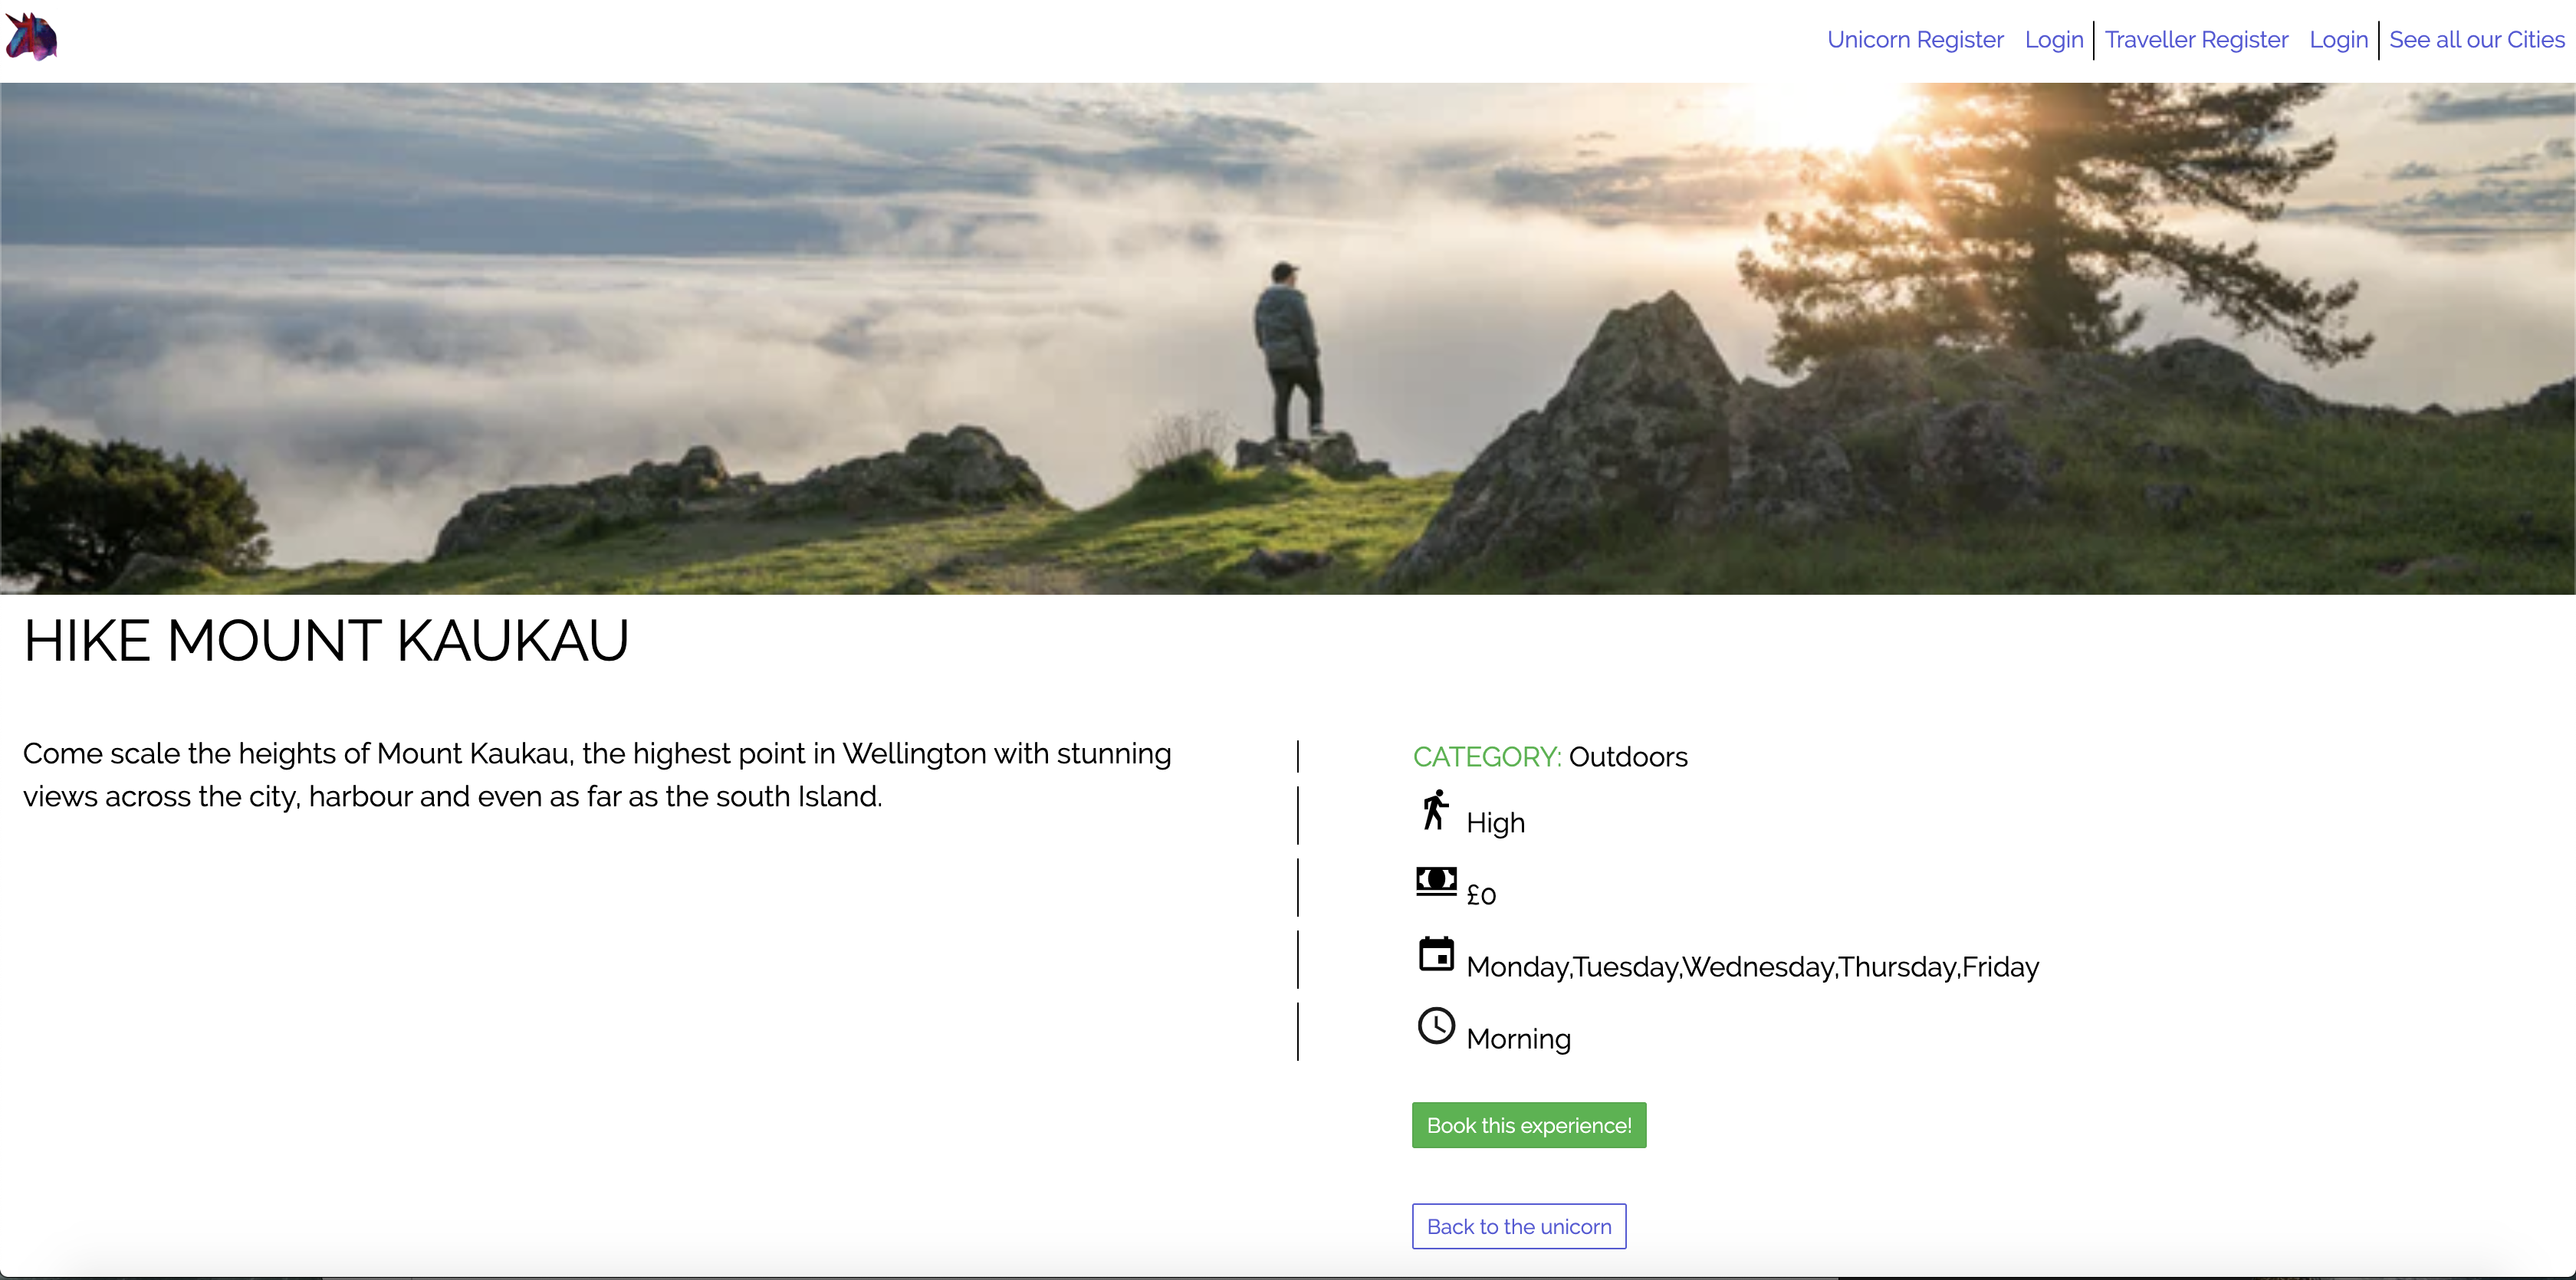 Unicorn Register Login Traveller Register Login See all our Cities
HIKE MOUNT KAUKAU
Come scale the heights of Mount Kaukau, the highest point in Wellington with stunning
views across the city, harbour and even as far as the south Island.
CATEGORY: Outdoors
High
£0
Monday,Tuesday,Wednesday,Thursday,Friday
Morning
Book this experience!
Back to the unicorn